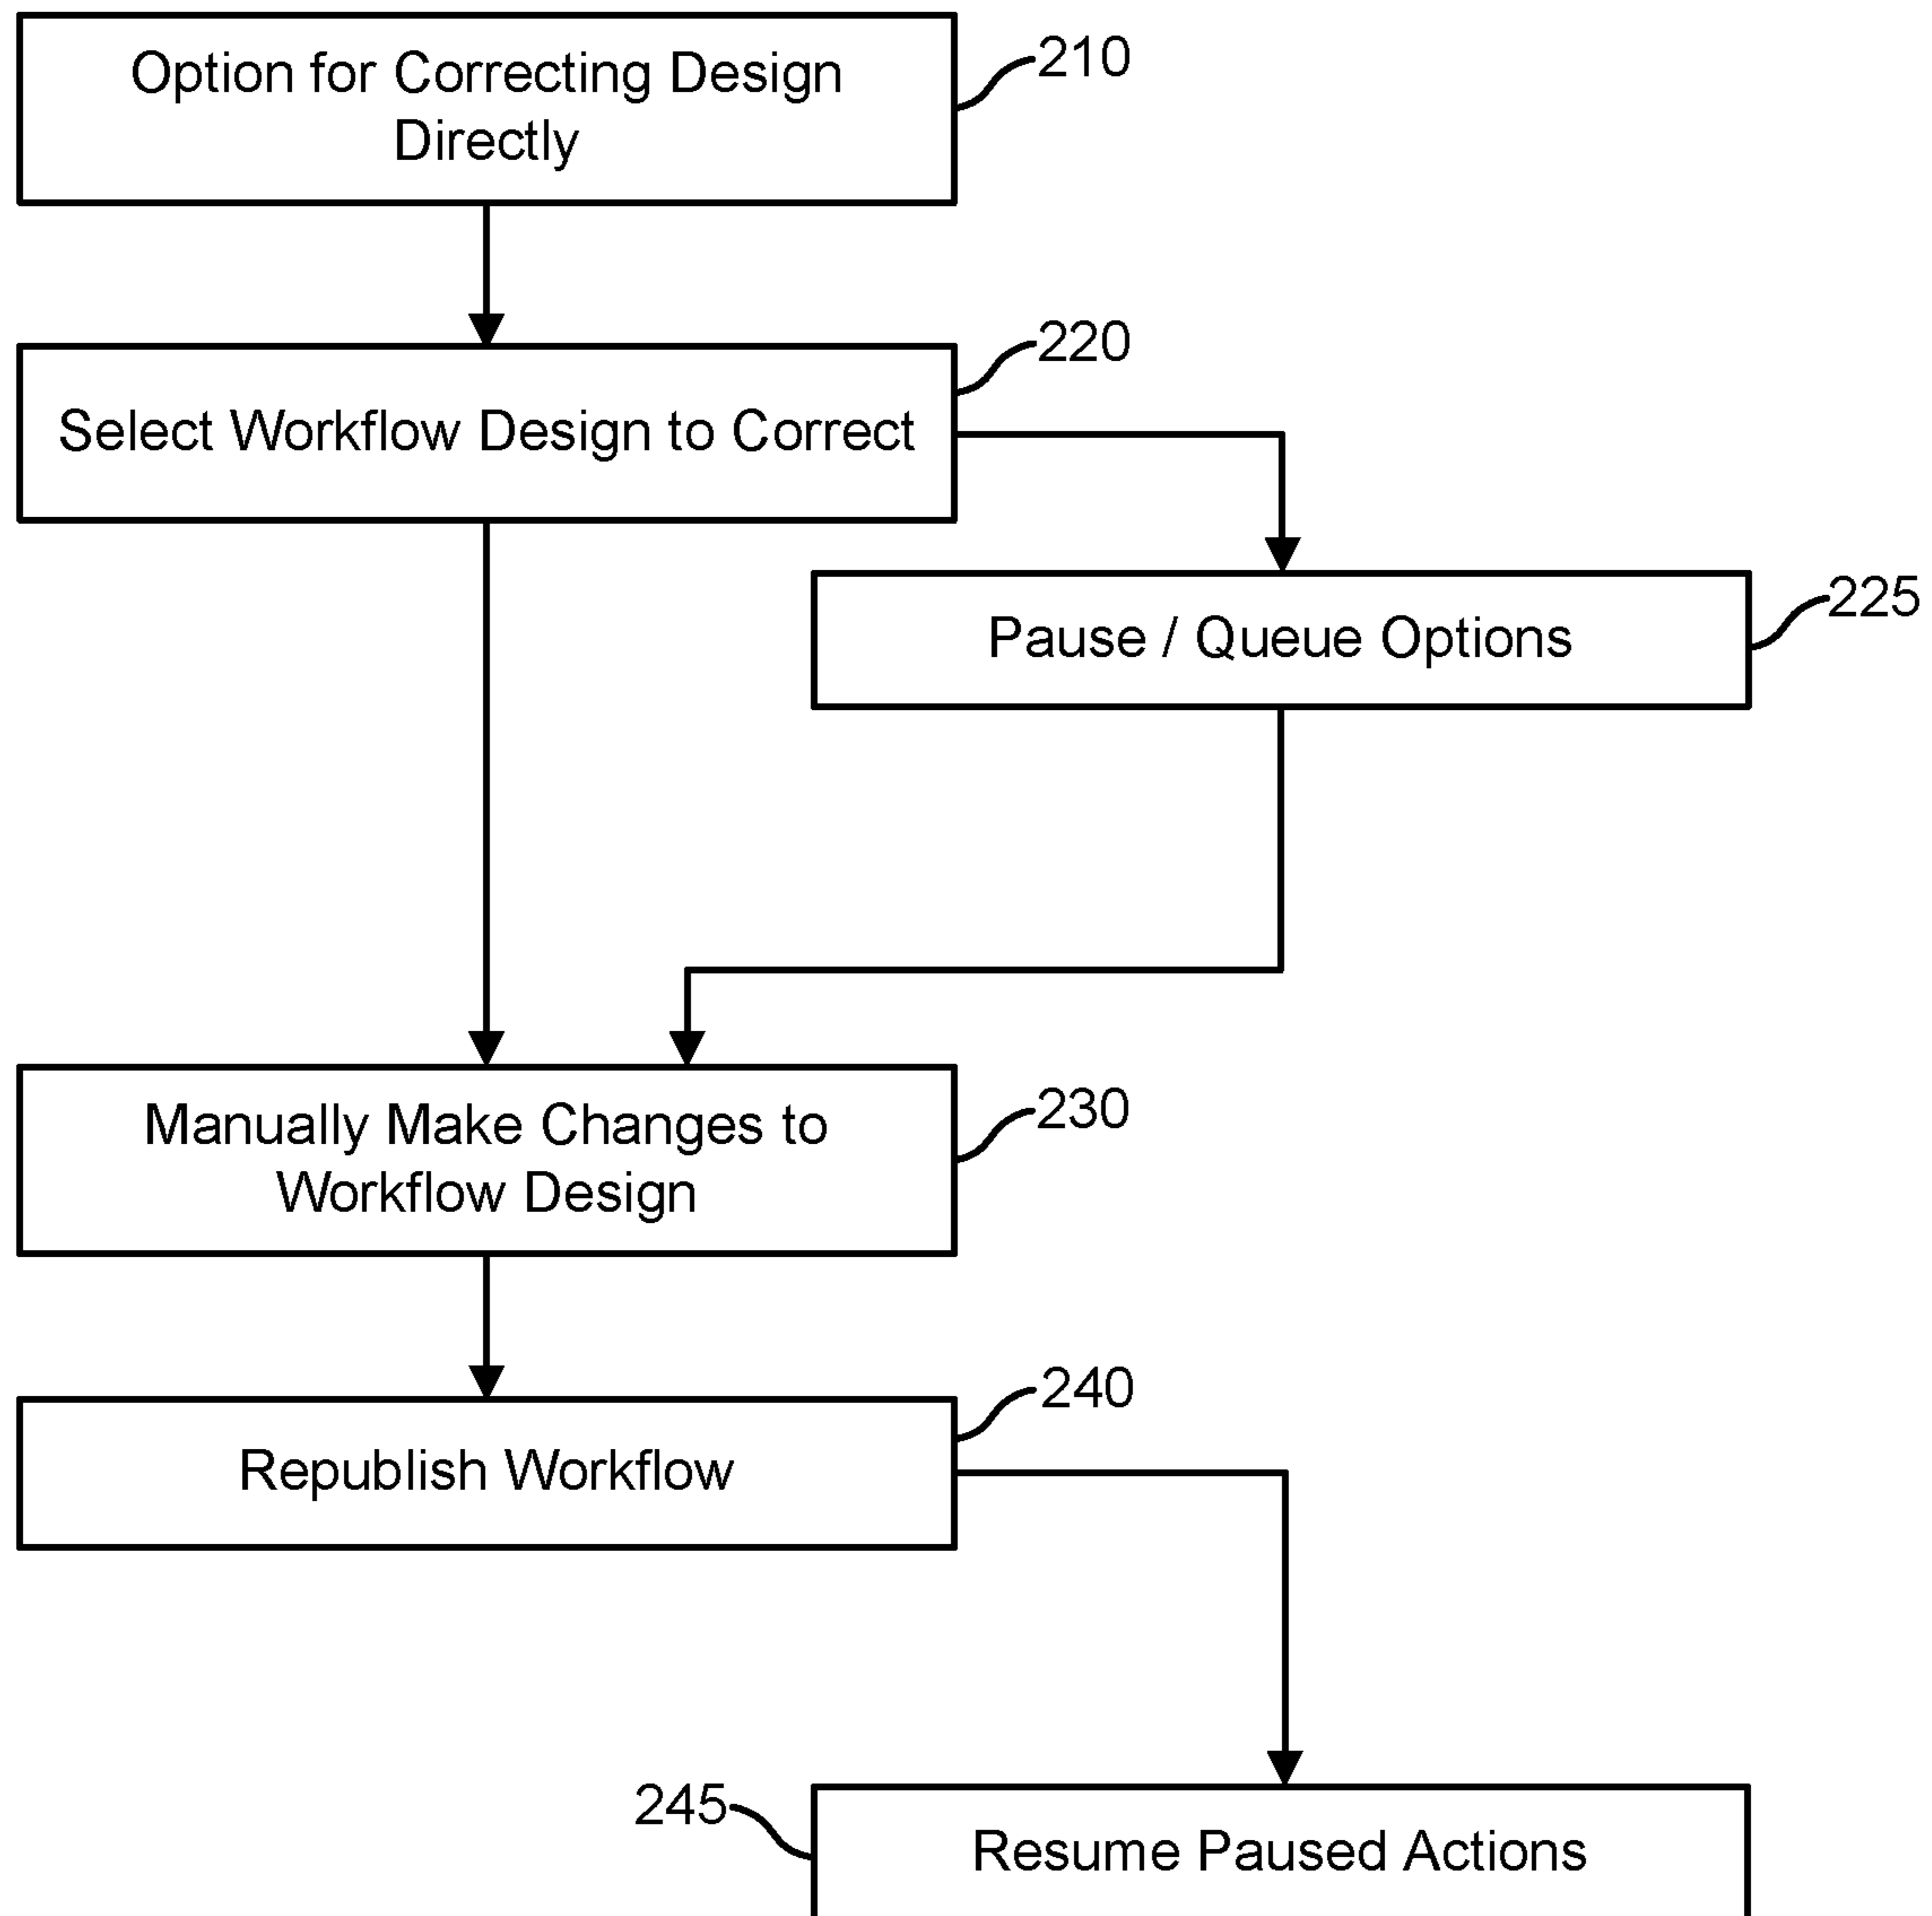 Option for Correcting Design
Directly
210
Select Workflow Design to Correct
220
Pause / Queue Options
225
Manually Make Changes to
Workflow Design
230
Republish Workflow
240
245
Resume Paused Actions